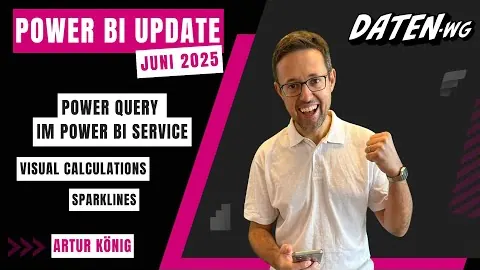 POWER BI UPDATE
JUNI 2025
DATEN-WG
POWER QUERY
IM POWER BI SERVICE
VISUAL CALCULATIONS
SPARKLINES
>>> ARTUR KÖNIG